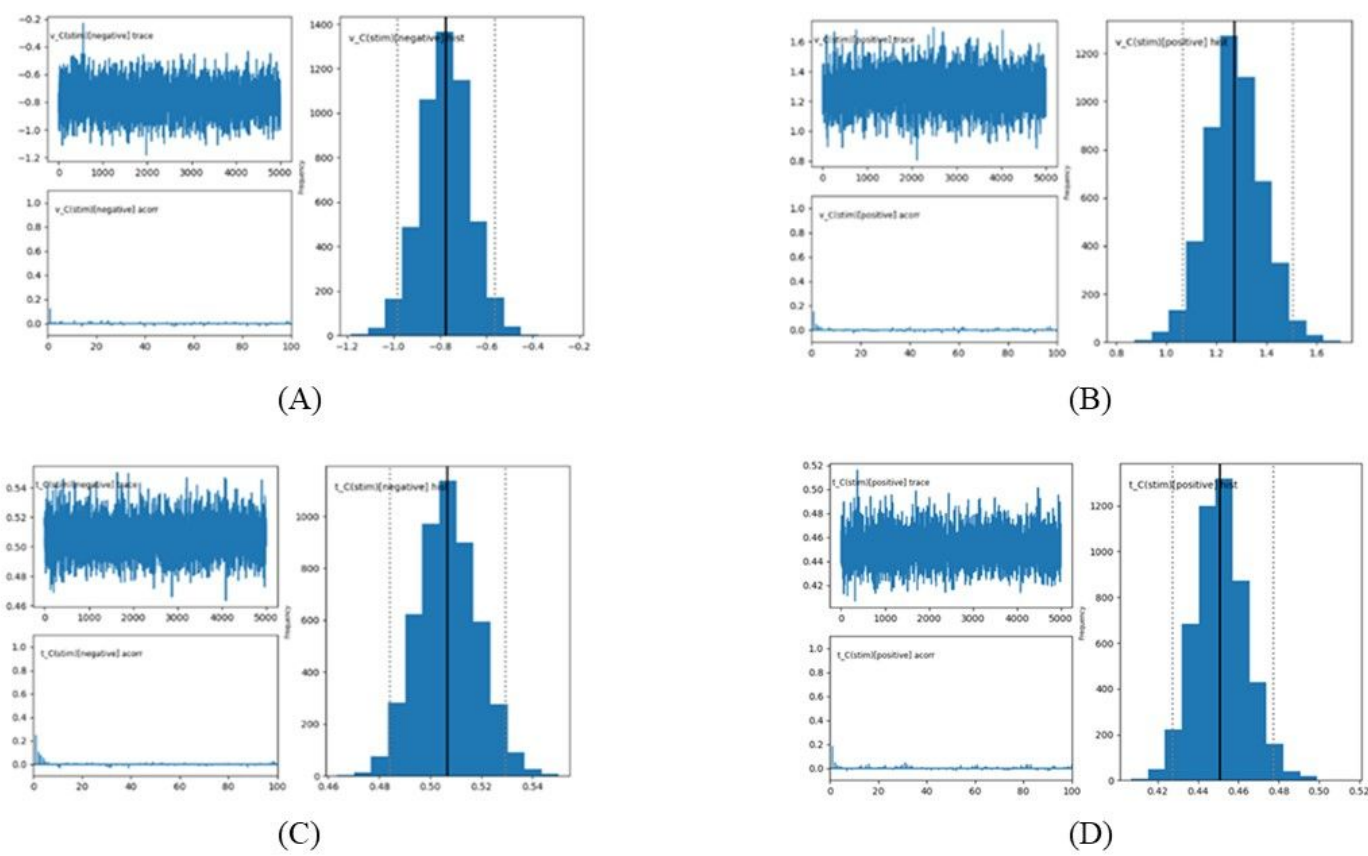 v_C(stim)[negative] trace
−0.2
−0.4
−0.6
−0.8
−1.0
−1.2
0 1000 2000 3000 4000 5000
v_C(stim)[negative] acorr
1.0
0.8
0.6
0.4
0.2
0.0
0 20 40 60 80 100
v_C(stim)[negative] hist
Frequency
1400
1200
1000
800
600
400
200
0
−1.2 −1.0 −0.8 −0.6 −0.4 −0.2
(A)
v_C(stim)[positive] trace
1.6
1.4
1.2
1.0
0.8
0 1000 2000 3000 4000 5000
v_C(stim)[positive] acorr
1.0
0.8
0.6
0.4
0.2
0.0
0 20 40 60 80 100
v_C(stim)[positive] hist
Frequency
1200
1000
800
600
400
200
0
0.8 1.0 1.2 1.4 1.6
(B)
t_C(stim)[negative] trace
0.54
0.52
0.50
0.48
0.46
0 1000 2000 3000 4000 5000
t_C(stim)[negative] acorr
1.0
0.8
0.6
0.4
0.2
0.0
0 20 40 60 80 100
t_C(stim)[negative] hist
Frequency
1000
800
600
400
200
0
0.46 0.48 0.50 0.52 0.54
(C)
t_C(stim)[positive] trace
0.52
0.50
0.48
0.46
0.44
0.42
0 1000 2000 3000 4000 5000
t_C(stim)[positive] acorr
1.0
0.8
0.6
0.4
0.2
0.0
0 20 40 60 80 100
t_C(stim)[positive] hist
Frequency
1200
1000
800
600
400
200
0
0.42 0.44 0.46 0.48 0.50 0.52
(D)